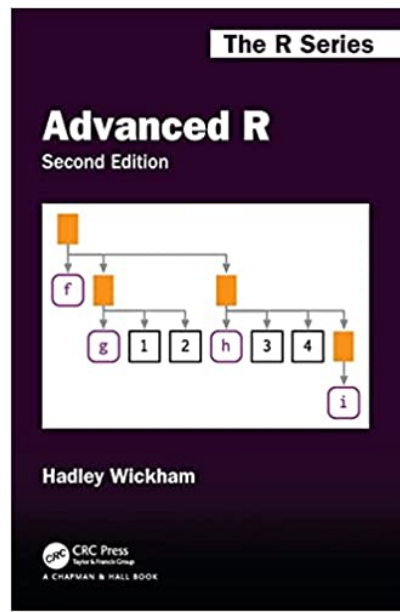 The R Series
Advanced R
Second Edition
f
g 1 2 h 3 4
i
Hadley Wickham
CRC CRC Press
Taylor & Francis Group
A CHAPMAN & HALL BOOK